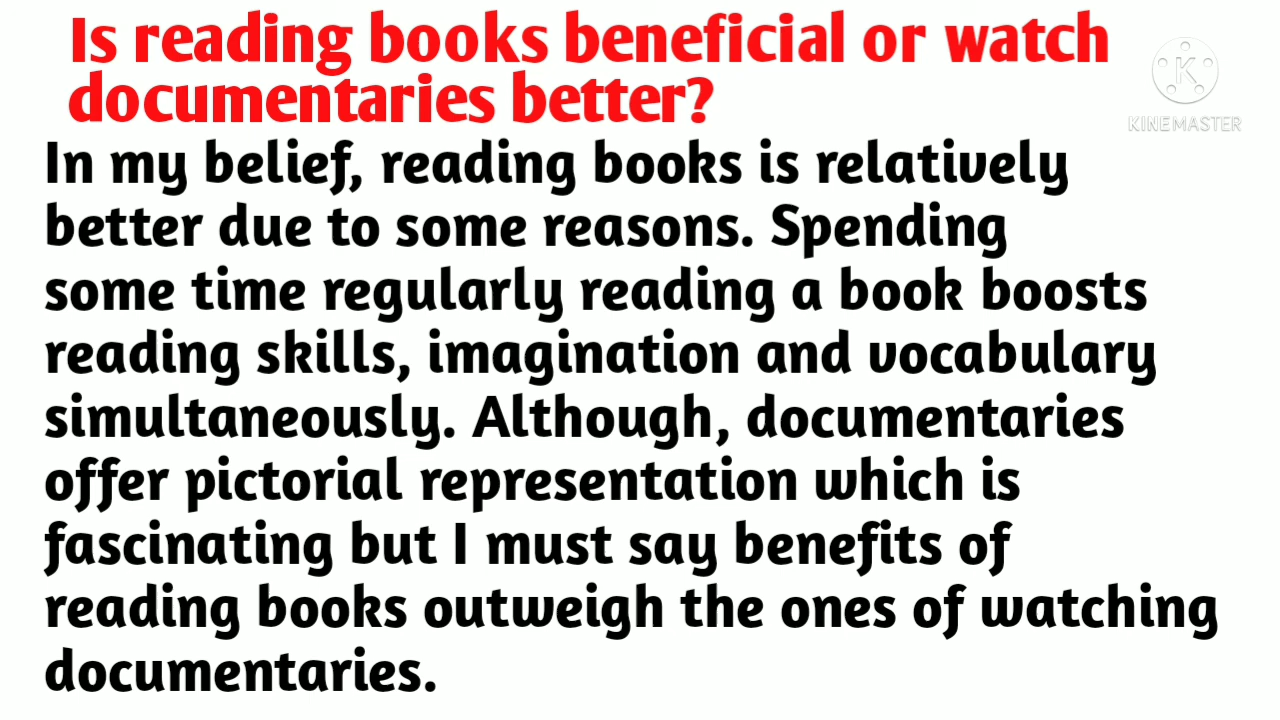 Is reading books beneficial or watch
documentaries better?
KINEMASTER
In my belief, reading books is relatively
better due to some reasons. Spending
some time regularly reading a book boosts
reading skills, imagination and vocabulary
simultaneously. Although, documentaries
offer pictorial representation which is
fascinating but I must say benefits of
reading books outweigh the ones of watching
documentaries.